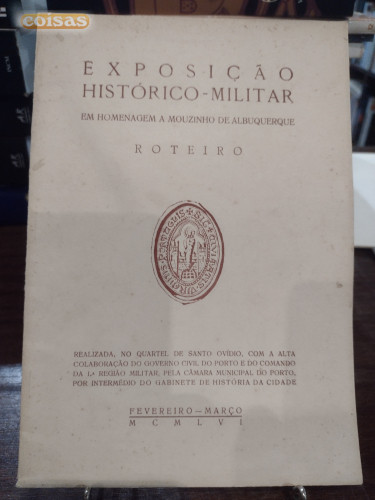 coisas
EXPOSIÇÃO
HISTÓRICO-MILITAR
EM HOMENAGEM A MOUZINHO DE ALBUQUERQUE
ROTEIRO
REALIZADA, NO QUARTEL DE SANTO OVÍDIO, COM A ALTA
COLABORAÇÃO DO GOVERNO CIVIL DO PORTO E DO COMANDO
DA I.ª REGIÃO MILITAR, PELA CÂMARA MUNICIPAL DO PORTO,
POR INTERMÉDIO DO GABINETE DE HISTÓRIA DA CIDADE
FEVEREIRO—MARÇO
MCMLVI